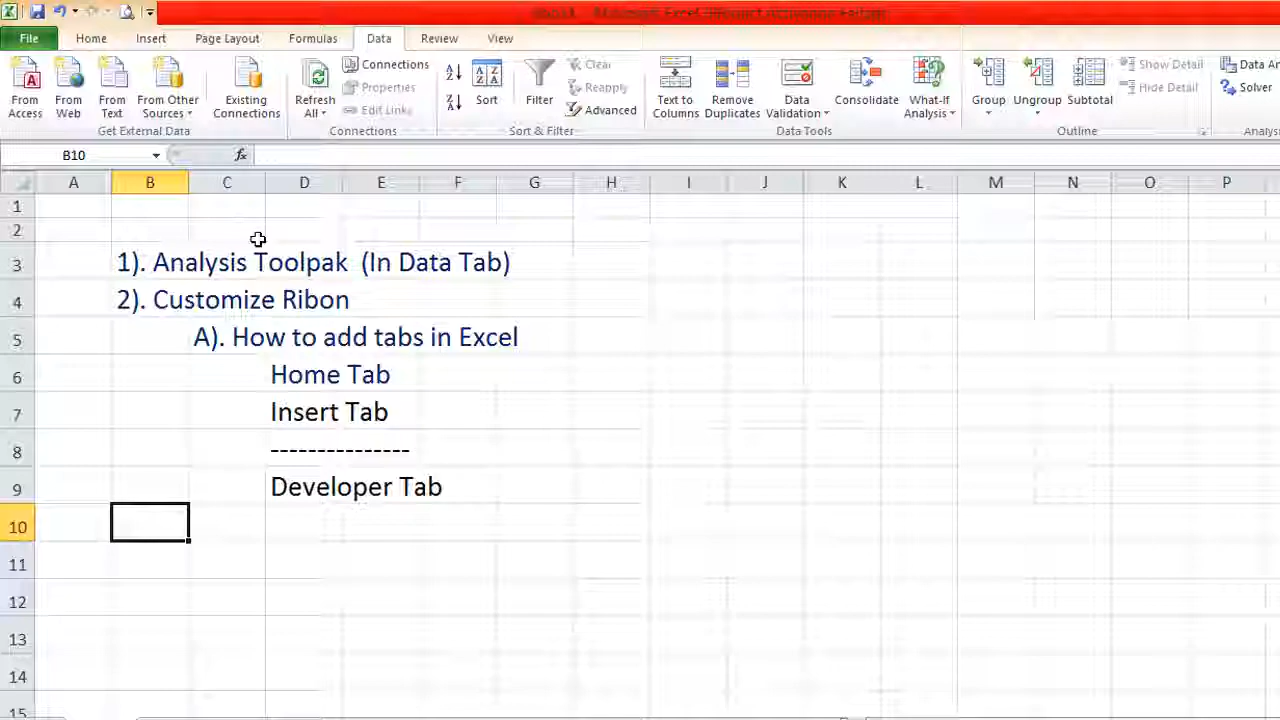 File Home Insert Page Layout Formulas Data Review View
From Access
From Web
From Text
From Other Sources
Get External Data
Existing Connections
Refresh All
Connections
Properties
Edit Links
Connections
Sort
Filter
Clear
Reapply
Advanced
Sort & Filter
Text to Columns
Remove Duplicates
Data Validation
Consolidate
What-If Analysis
Data Tools
Group
Ungroup
Subtotal
Show Detail
Hide Detail
Outline
Data An
Solver
Analys
B10 fx
A B C D E F G H I J K L M N O P
1
2
3 1). Analysis Toolpak (In Data Tab)
4 2). Customize Ribon
5 A). How to add tabs in Excel
6 Home Tab
7 Insert Tab
8 ---------------
9 Developer Tab
10
11
12
13
14
15